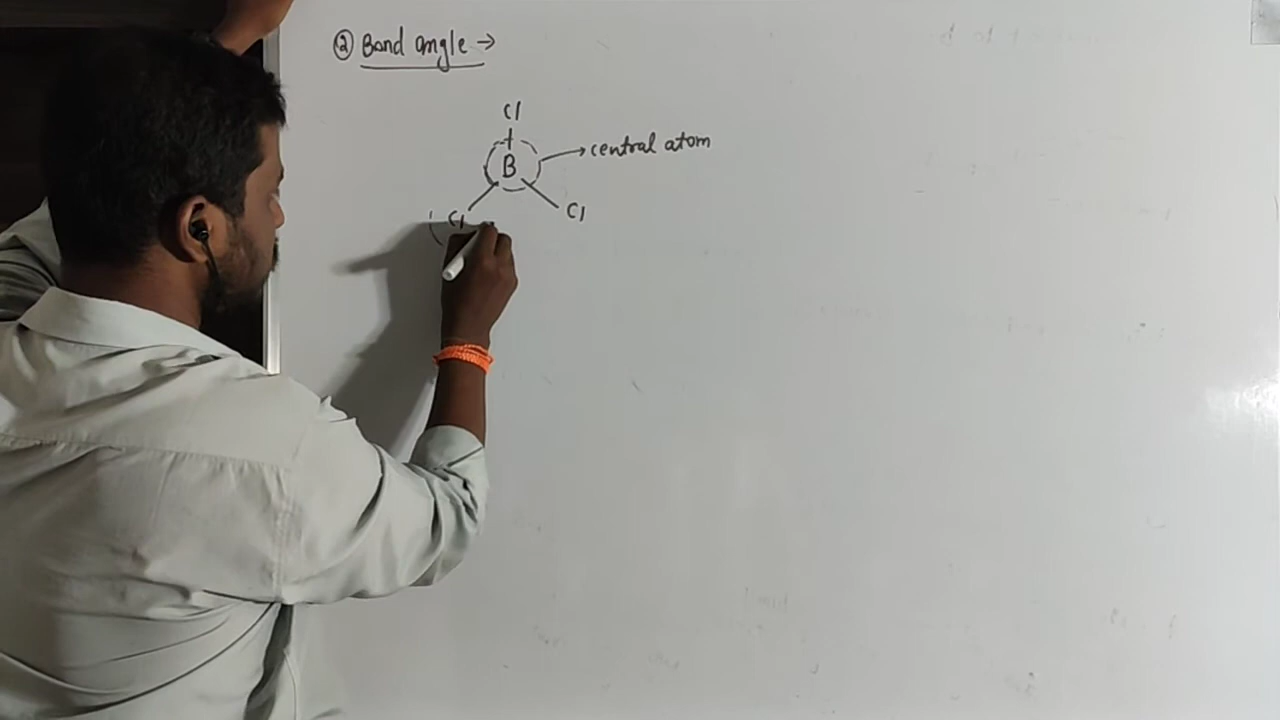 ② Bond angle →
Cl
B → central atom
Cl Cl